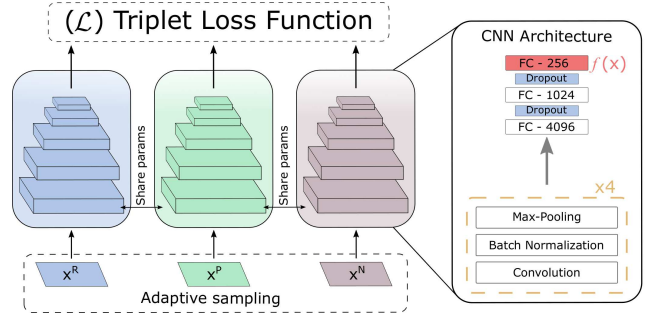 (ℒ) Triplet Loss Function
Share params
Share params
x^R
x^P
x^N
Adaptive sampling
CNN Architecture
FC - 256 f(x)
Dropout
FC - 1024
Dropout
FC - 4096
x4
Max-Pooling
Batch Normalization
Convolution